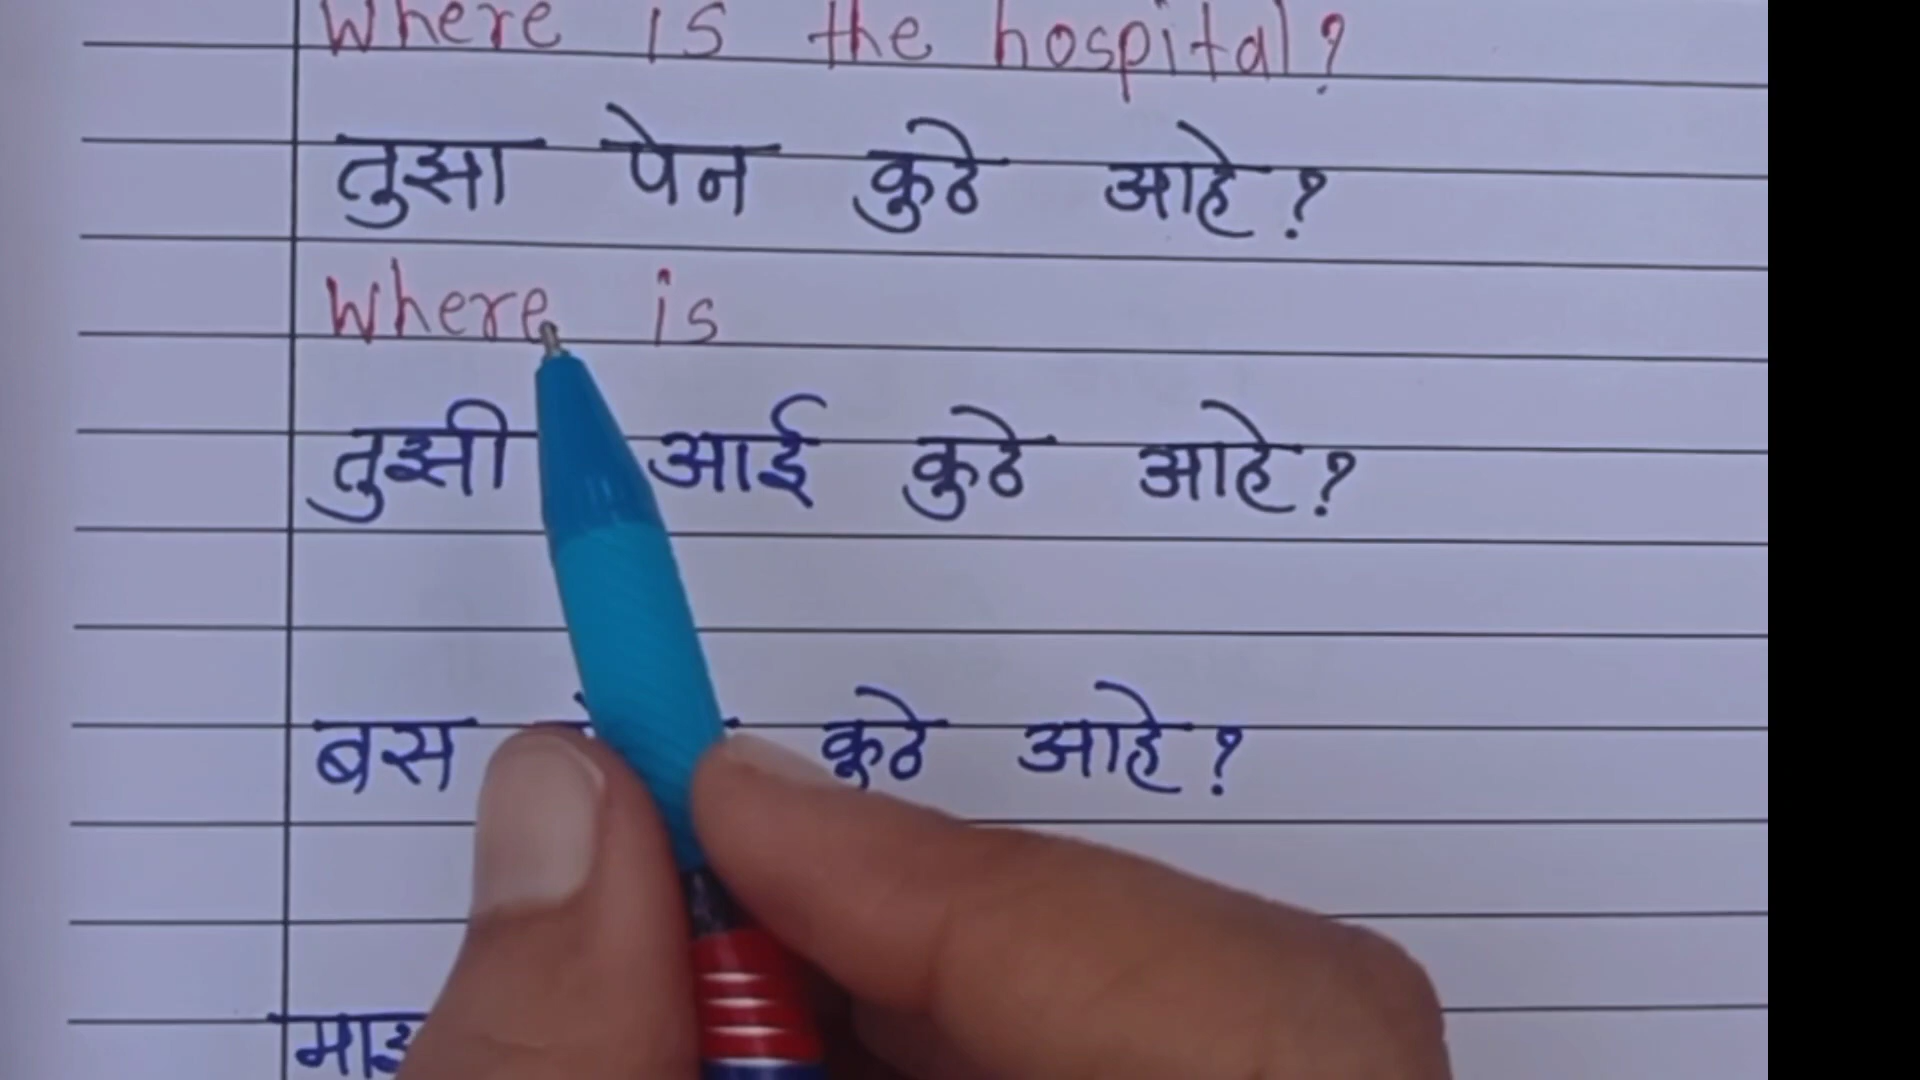 Where is the hospital?
तुझा पेन कुठे आहे?
Where is
तुझी आई कुठे आहे?
बस कुठे आहे?